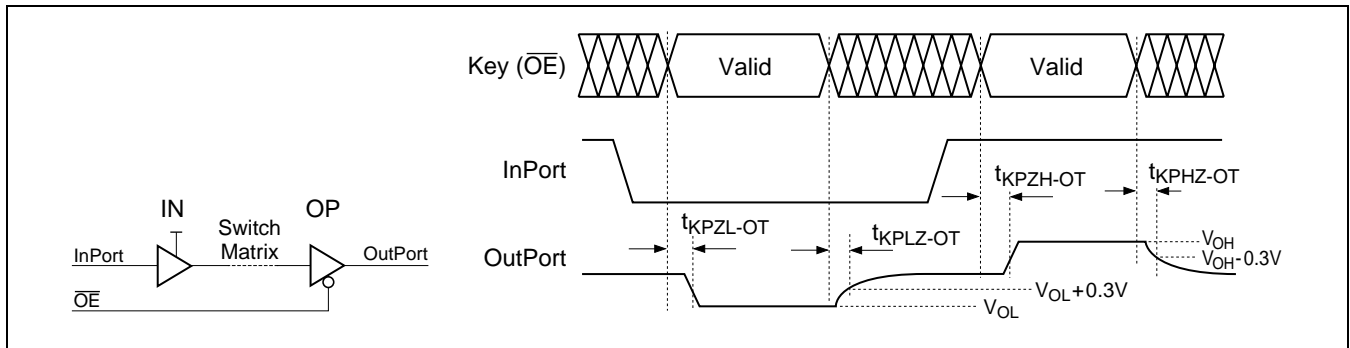 IN
OP
Switch
Matrix
InPort
OutPort
OE
Key (OE)
Valid
Valid
InPort
tKPZH-OT
tKPHZ-OT
tKPZL-OT
tKPLZ-OT
OutPort
VOH
VOH-0.3V
VOL+0.3V
VOL